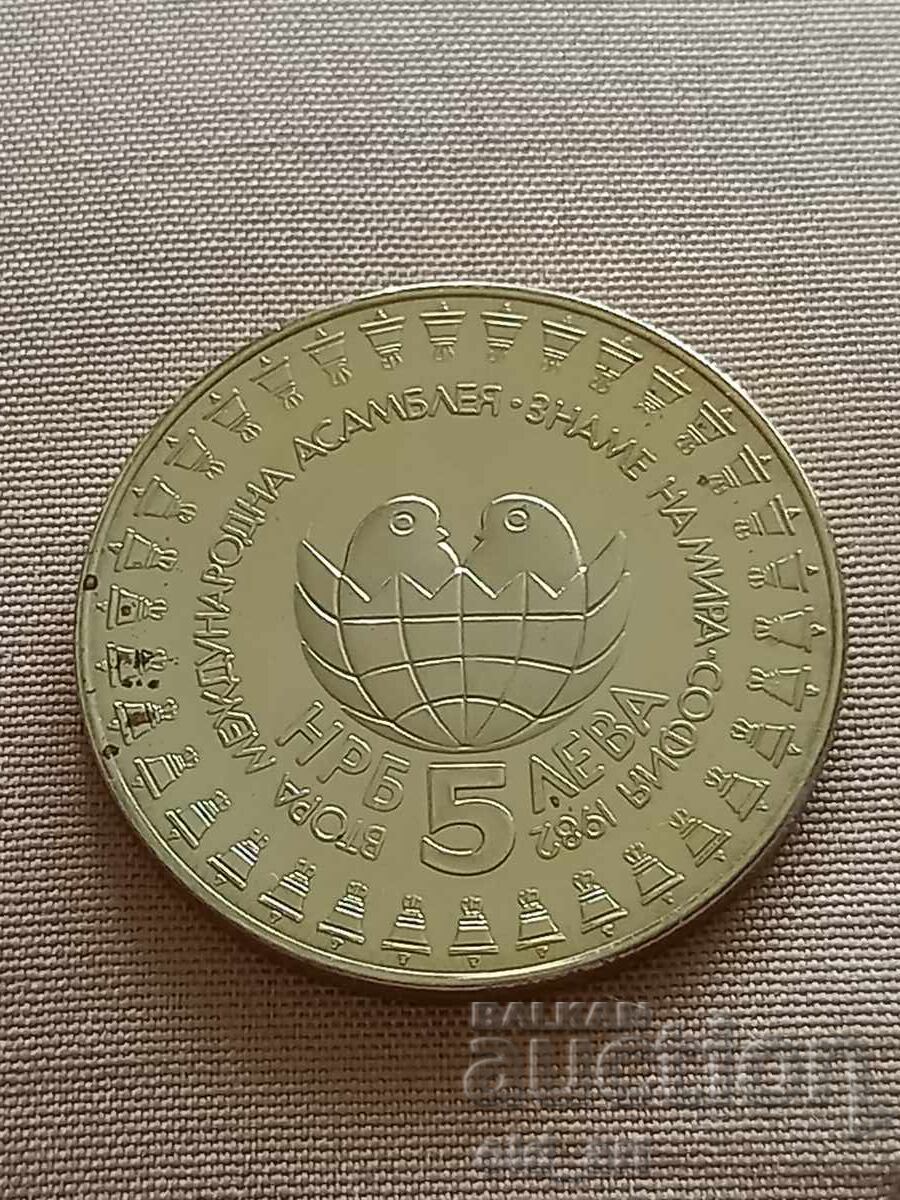 ВТОРА МЕЖДУНАРОДНА АСАМБЛЕЯ · ЗНАМЕ НА МИРА · СОФИЯ 1982
НРБ 5 ЛЕВА
BALKAN
auction